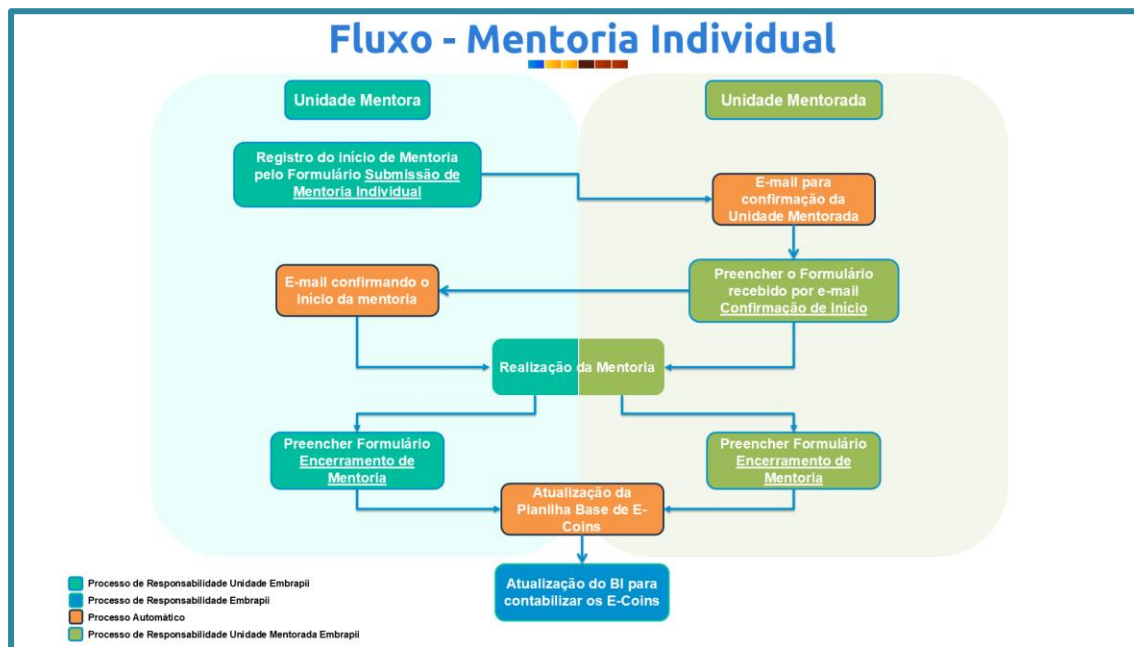 Fluxo - Mentoria Individual
Unidade Mentora
Unidade Mentorada
Registro do início de Mentoria
pelo Formulário Submissão de
Mentoria Individual
E-mail para
confirmação da
Unidade Mentorada
E-mail confirmando o
início da mentoria
Preencher o Formulário
recebido por e-mail
Confirmação de Início
Realização da Mentoria
Preencher Formulário
Encerramento de
Mentoria
Preencher Formulário
Encerramento de
Mentoria
Atualização da
Planilha Base de E-
Coins
Atualização do BI para
contabilizar os E-Coins
Processo de Responsabilidade Unidade Embrapii
Processo de Responsabilidade Embrapii
Processo Automático
Processo de Responsabilidade Unidade Mentorada Embrapii